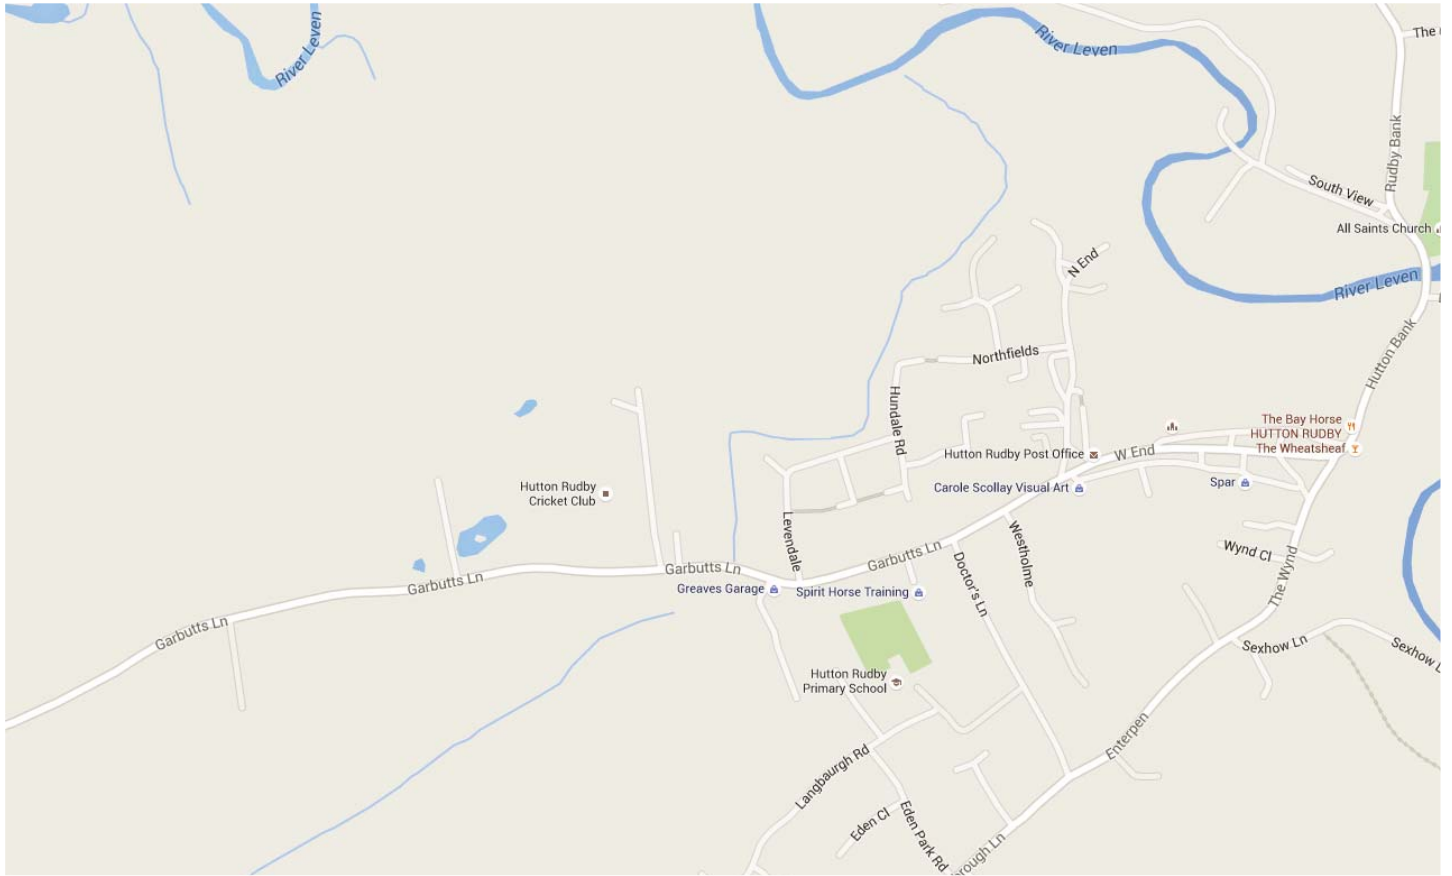 River Leven
River Leven
The
Rudby Bank
South View
All Saints Church
N End
River Leven
Hutton Bank
Northfields
Hundale Rd
The Bay Horse
HUTTON RUDBY
The Wheatsheaf
Hutton Rudby Post Office
W End
Carole Scollay Visual Art
Spar
Hutton Rudby
Cricket Club
Levendale
Westholme
Wynd Cl
Garbutts Ln
Garbutts Ln
Garbutts Ln
Garbutts Ln
Greaves Garage
Spirit Horse Training
Doctor's Ln
The Wynd
Sexhow Ln
Sexhow L
Hutton Rudby
Primary School
Enterpen
Langbaurgh Rd
Eden Cl
Eden Park Rd
rough Ln